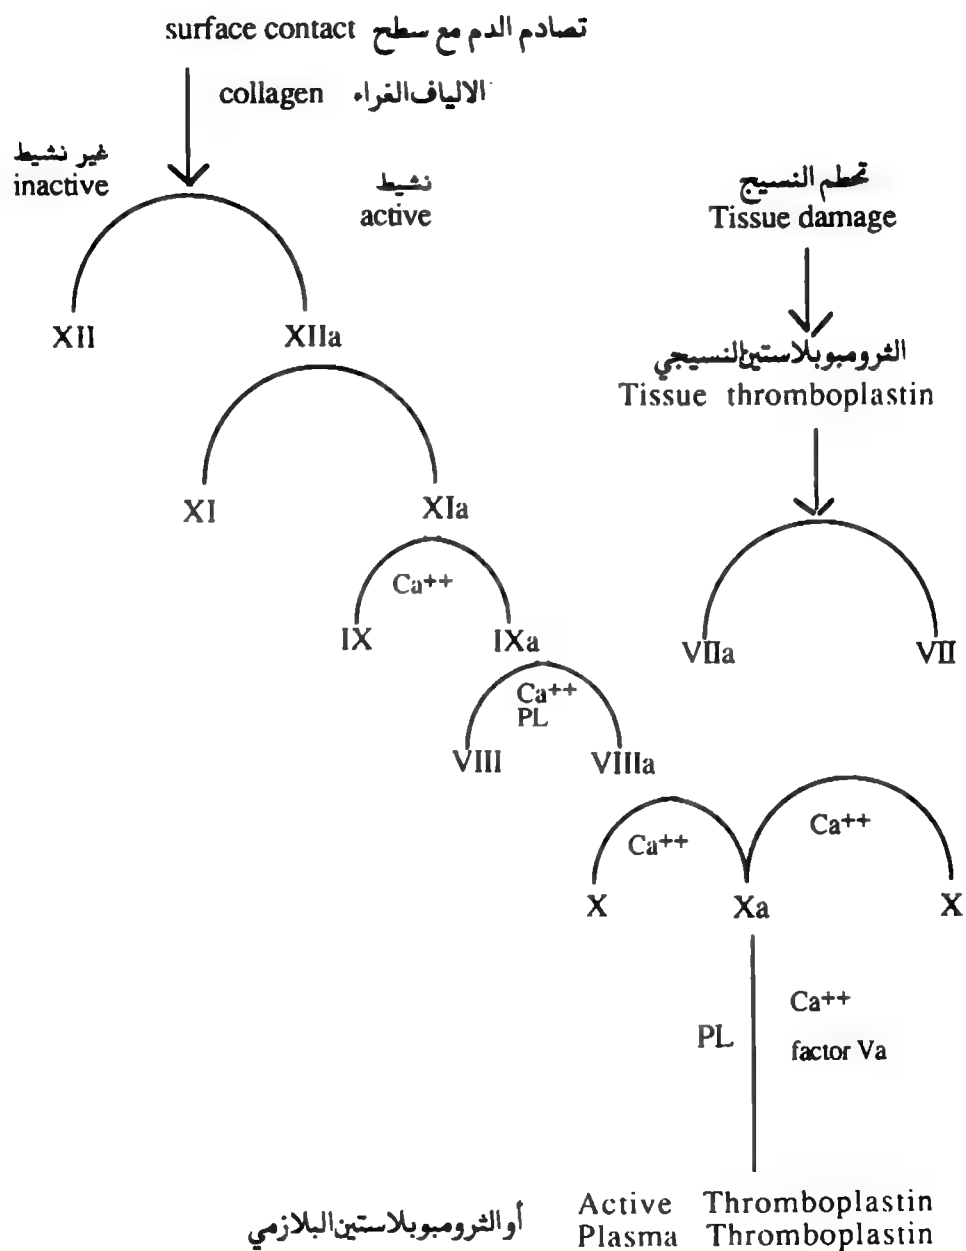 surface contact تصادم الدم مع سطح
collagen الالياف الغراء
غير نشيط
inactive
نشيط
active
تحطم النسيج
Tissue damage
XII XIIa
الثرومبوبلاستين النسيجي
Tissue thromboplastin
XI XIa
Ca++
IX IXa
VIIa VII
Ca++
PL
VIII VIIIa
Ca++ Ca++
X Xa X
Ca++
PL
factor Va
Active Thromboplastin
أو الثرومبوبلاستين البلازمي Plasma Thromboplastin